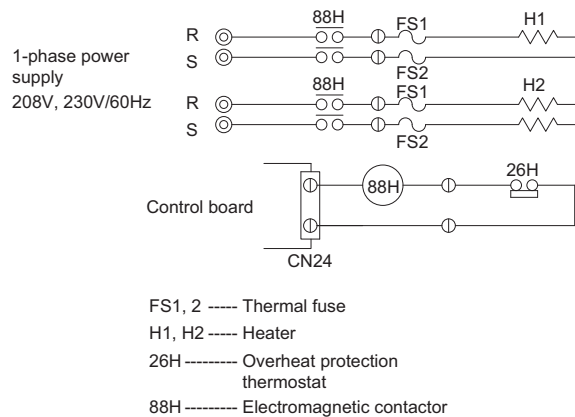 88H FS1 H1
R
1-phase power
supply
208V, 230V/60Hz
S
FS2
88H FS1 H2
R
S
FS2
26H
88H
Control board
CN24
FS1, 2 ----- Thermal fuse
H1, H2 ----- Heater
26H --------- Overheat protection
thermostat
88H --------- Electromagnetic contactor